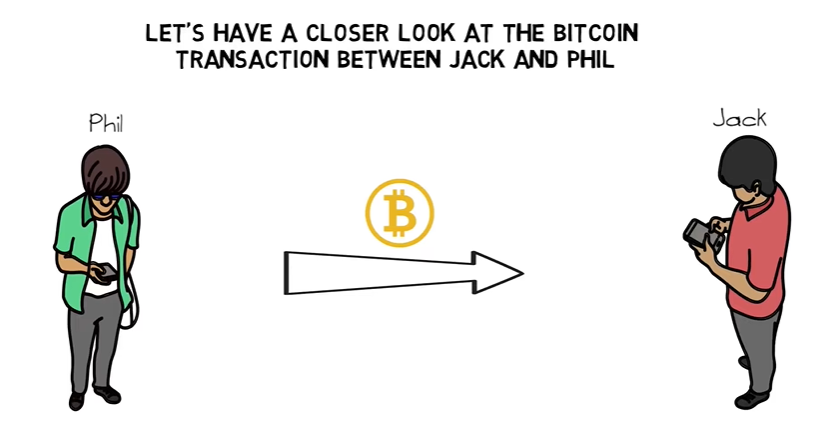 LET'S HAVE A CLOSER LOOK AT THE BITCOIN
TRANSACTION BETWEEN JACK AND PHIL
Phil
Jack